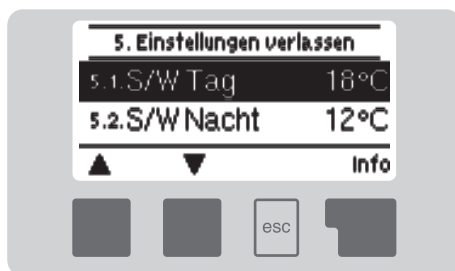 5. Einstellungen verlassen
5.1.S/W Tag 18°C
5.2.S/W Nacht 12°C
▲ ▼ Info
esc